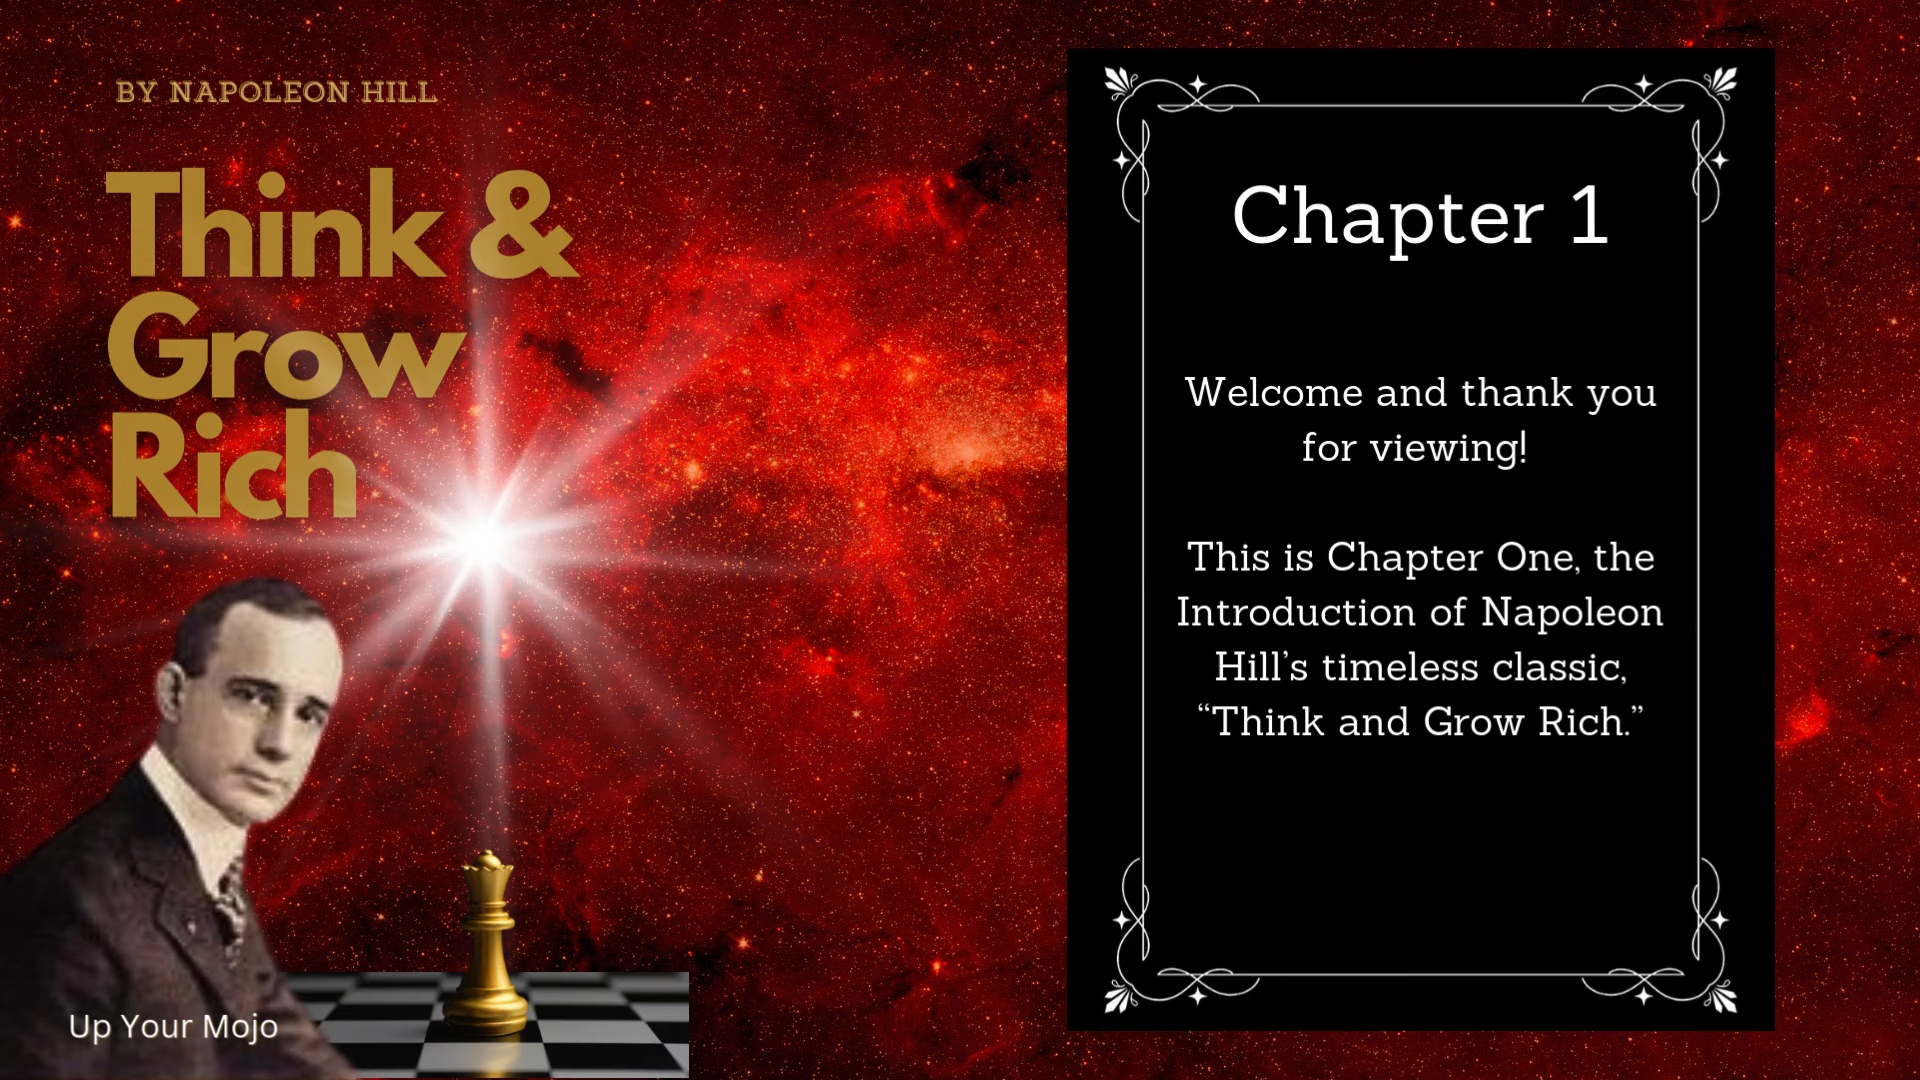 BY NAPOLEON HILL
Think &
Grow
Rich
Up Your Mojo
Chapter 1
Welcome and thank you
for viewing!
This is Chapter One, the
Introduction of Napoleon
Hill’s timeless classic,
“Think and Grow Rich.”